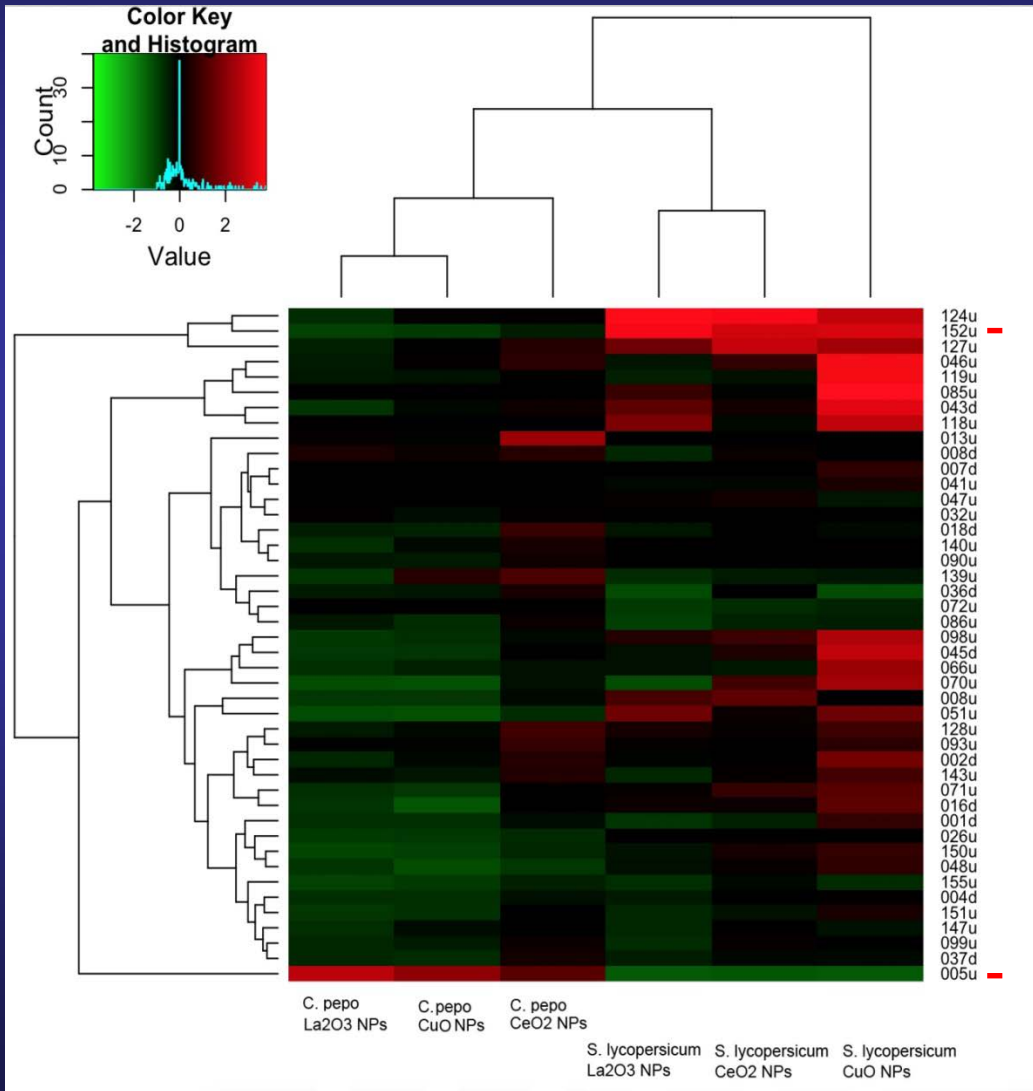 Color Key
and Histogram
Count
0
10
30
-2
0
2
Value
124u
152u
127u
046u
119u
085u
043d
118u
013u
008d
007d
041u
047u
032u
018d
140u
090u
139u
036d
072u
086u
098u
045d
066u
070u
008u
051u
128u
093u
002d
143u
071u
016d
001d
026u
150u
048u
155u
004d
151u
147u
099u
037d
005u
C. pepo
La2O3 NPs
C. pepo
CuO NPs
C. pepo
CeO2 NPs
S. lycopersicum
La2O3 NPs
S. lycopersicum
CeO2 NPs
S. lycopersicum
CuO NPs